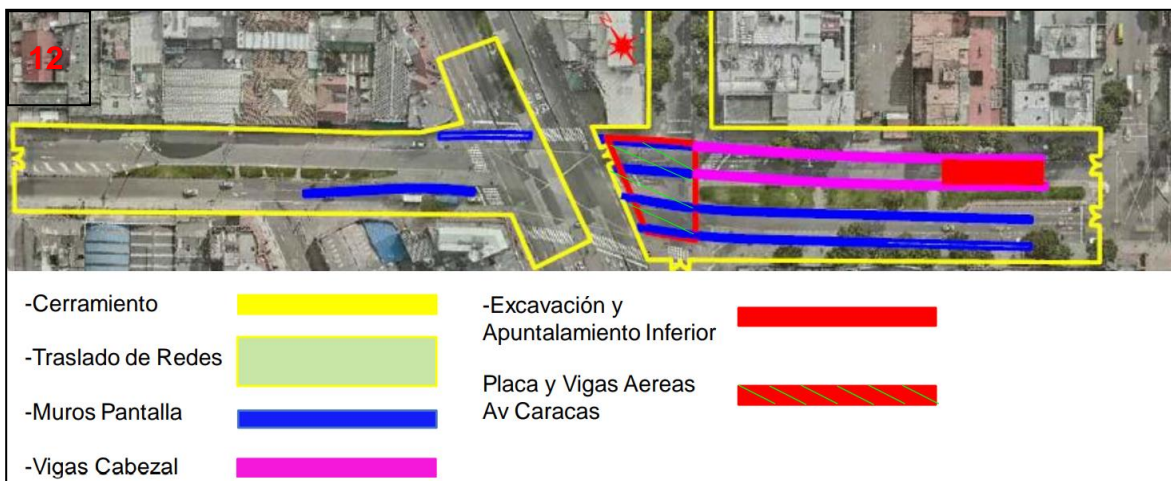 12
-Cerramiento
-Traslado de Redes
-Muros Pantalla
-Vigas Cabezal
-Excavación y
Apuntalamiento Inferior
Placa y Vigas Aereas
Av Caracas